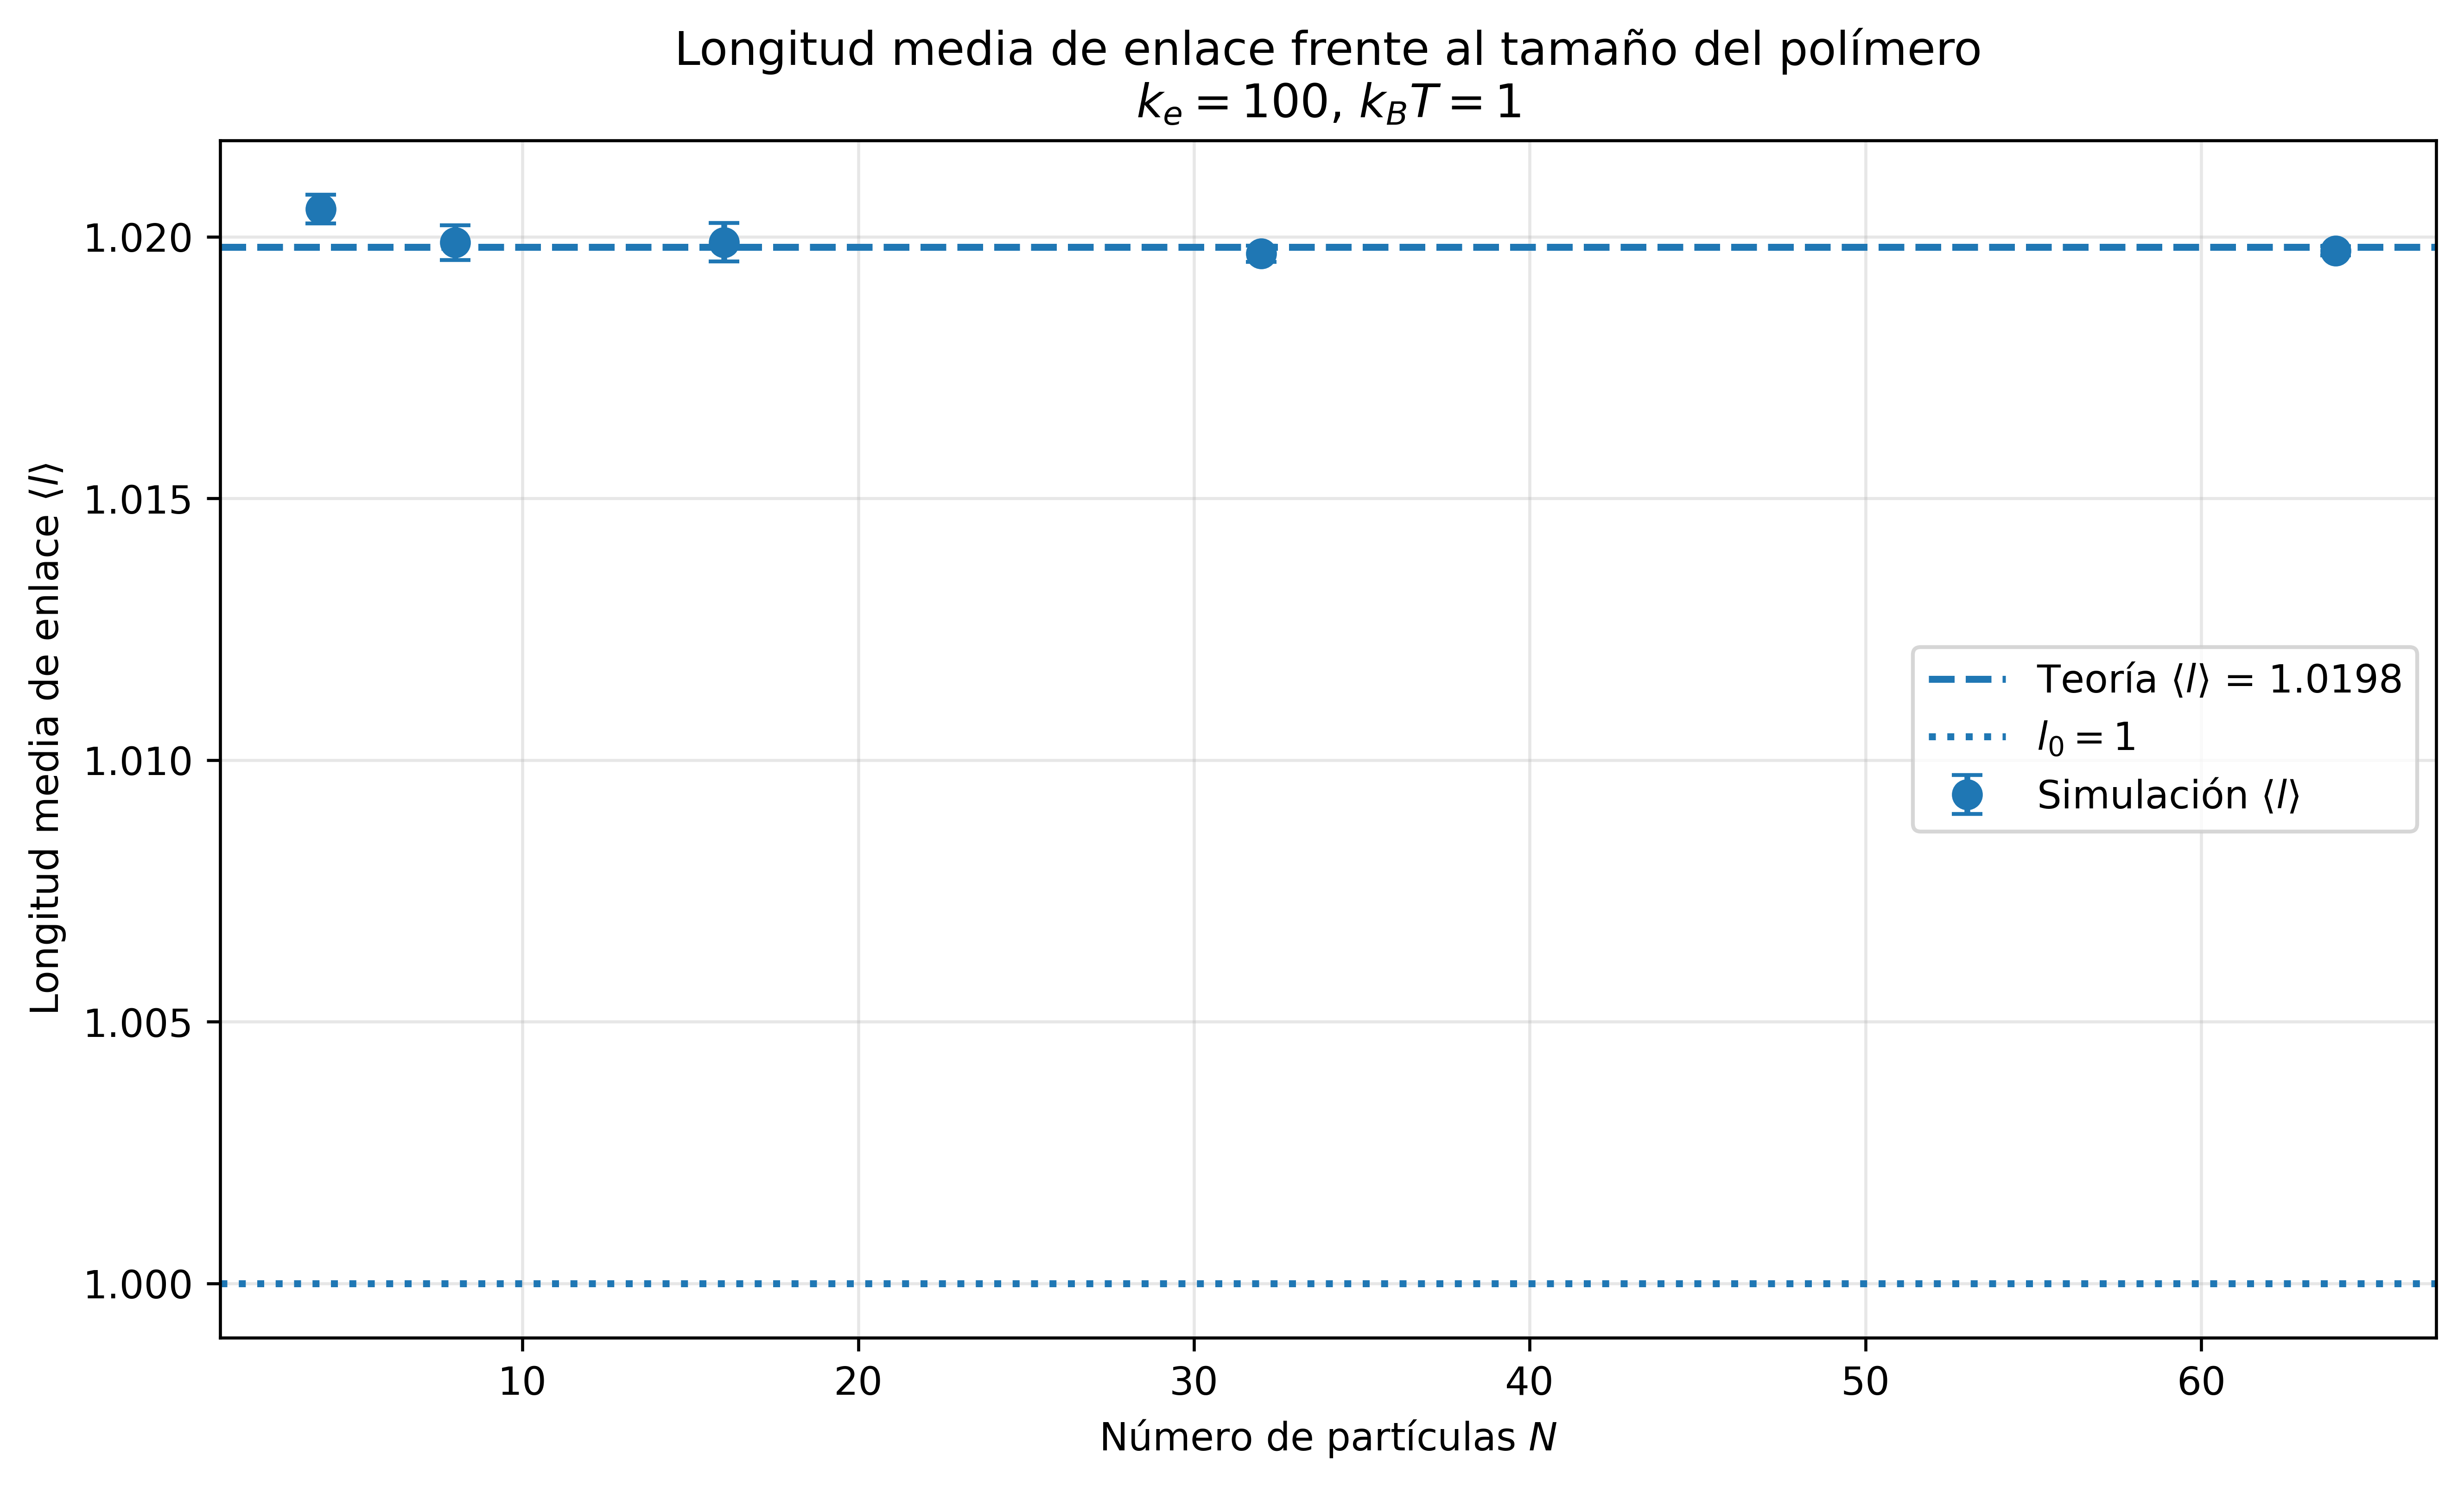 Longitud media de enlace frente al tamaño del polímero
k_e = 100, k_BT = 1
Longitud media de enlace ⟨l⟩
1.020
1.015
1.010
1.005
1.000
Teoría ⟨l⟩ = 1.0198
l_0 = 1
Simulación ⟨l⟩
10 20 30 40 50 60
Número de partículas N